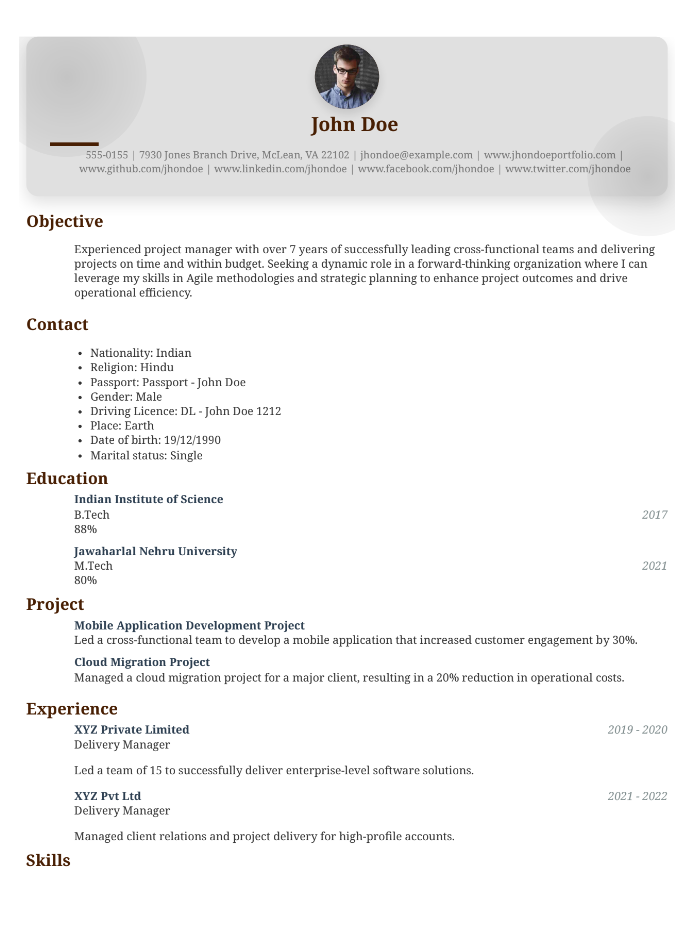 John Doe
555-0155 | 7930 Jones Branch Drive, McLean, VA 22102 | jhondoe@example.com | www.jhondoeportfolio.com |
www.github.com/jhondoe | www.linkedin.com/jhondoe | www.facebook.com/jhondoe | www.twitter.com/jhondoe
Objective
Experienced project manager with over 7 years of successfully leading cross-functional teams and delivering
projects on time and within budget. Seeking a dynamic role in a forward-thinking organization where I can
leverage my skills in Agile methodologies and strategic planning to enhance project outcomes and drive
operational efficiency.
Contact
• Nationality: Indian
• Religion: Hindu
• Passport: Passport - John Doe
• Gender: Male
• Driving Licence: DL - John Doe 1212
• Place: Earth
• Date of birth: 19/12/1990
• Marital status: Single
Education
Indian Institute of Science
B.Tech 2017
88%
Jawaharlal Nehru University
M.Tech 2021
80%
Project
Mobile Application Development Project
Led a cross-functional team to develop a mobile application that increased customer engagement by 30%.
Cloud Migration Project
Managed a cloud migration project for a major client, resulting in a 20% reduction in operational costs.
Experience
XYZ Private Limited 2019 - 2020
Delivery Manager
Led a team of 15 to successfully deliver enterprise-level software solutions.
XYZ Pvt Ltd 2021 - 2022
Delivery Manager
Managed client relations and project delivery for high-profile accounts.
Skills